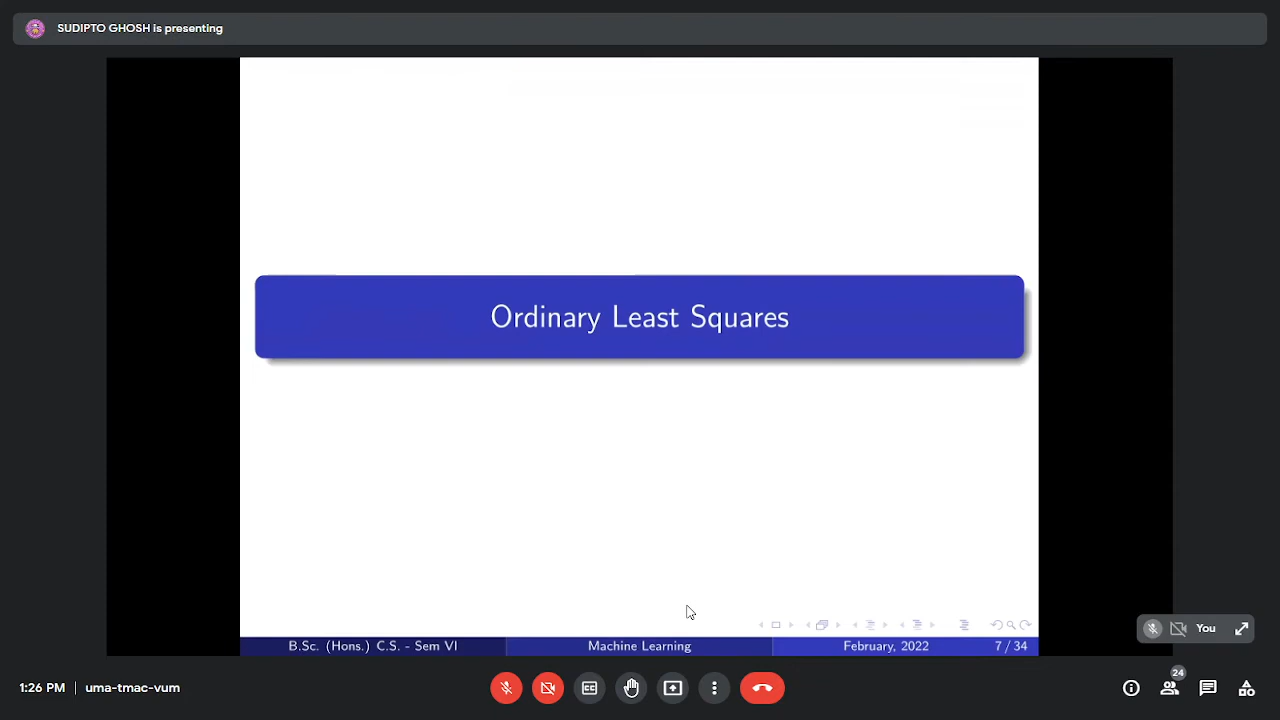 SUDIPTO GHOSH is presenting
Ordinary Least Squares
You
B.Sc. (Hons.) C.S. - Sem VI Machine Learning February, 2022 7 / 34
24
1:26 PM | uma-tmac-vum
CC